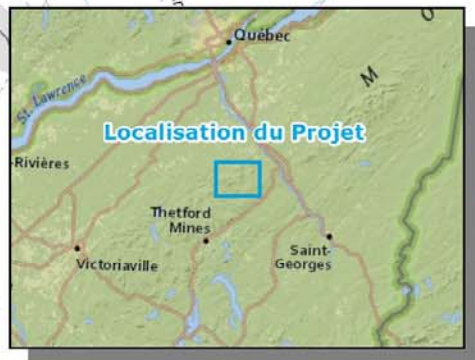 Québec
M
O
St. Lawrence
Localisation du Projet
-Rivières
Thetford
Mines
Saint-
Georges
Victoriaville